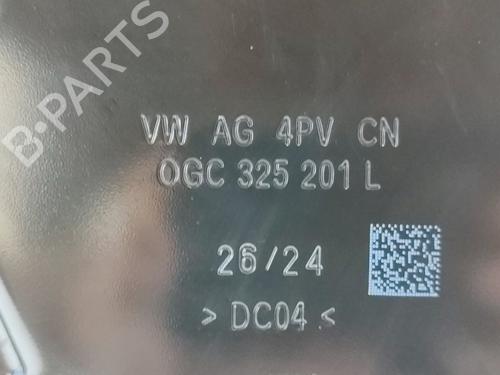 B-PARTS
VW AG 4PV CN
0GC 325 201 L
26/24
> DC04 <